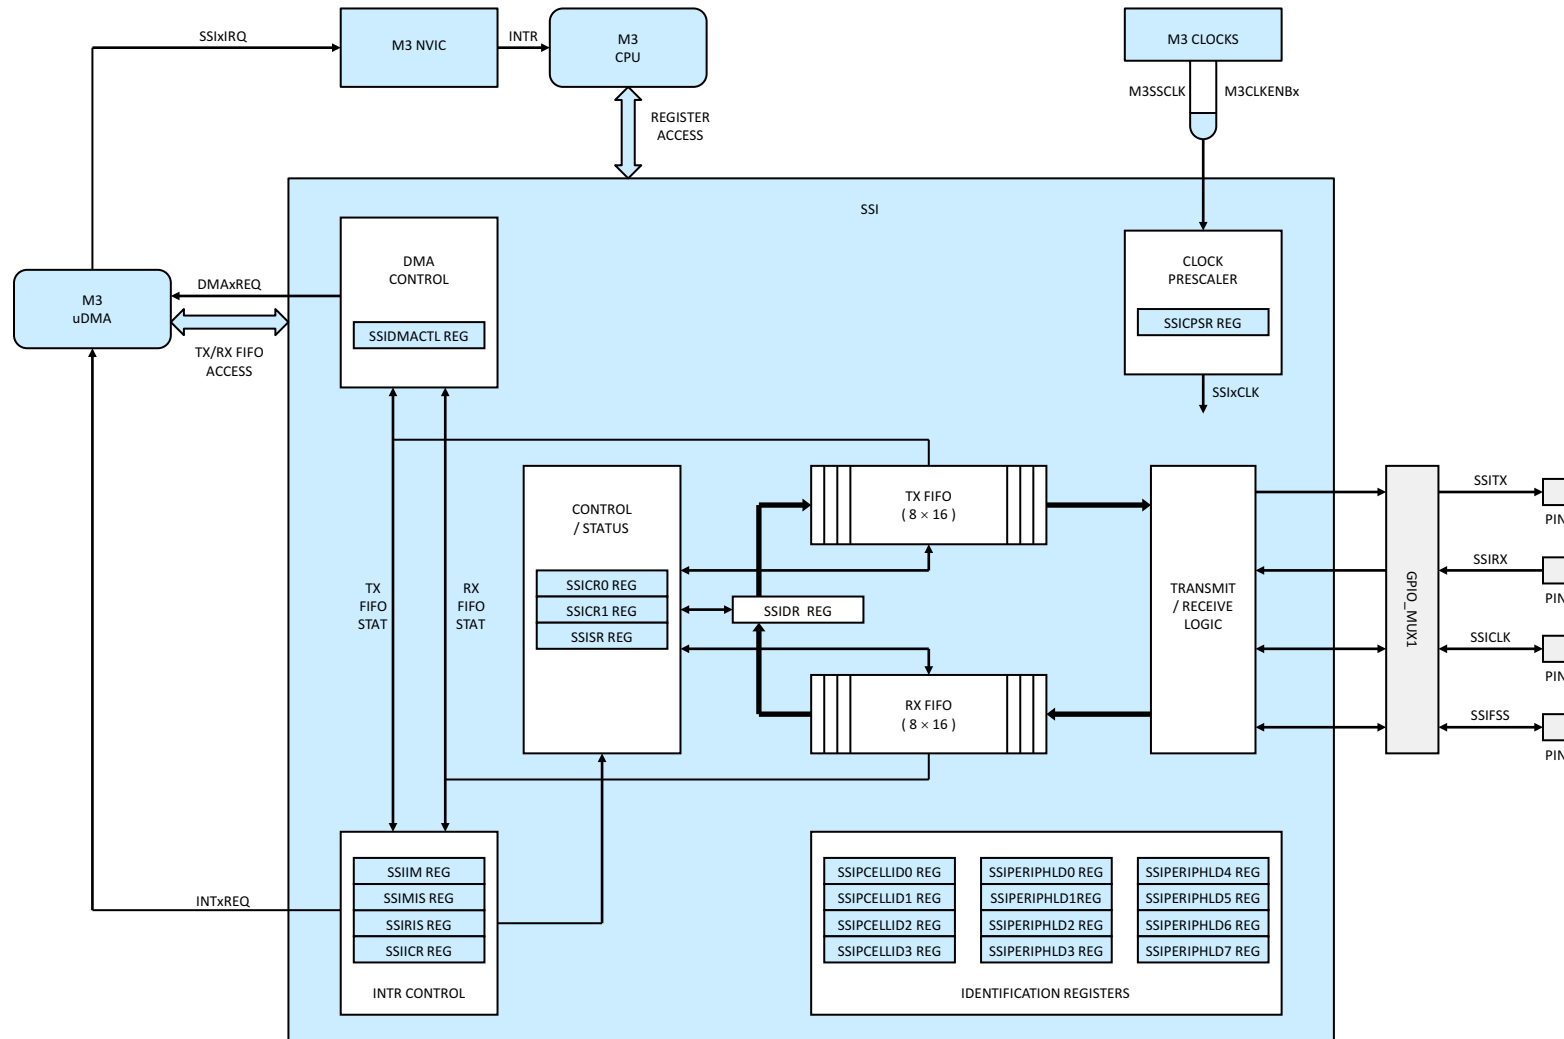 SSIxIRQ
M3 NVIC
INTR
M3
CPU
M3 CLOCKS
M3SSCLK
M3CLKENBx
REGISTER
ACCESS
SSI
DMA
CONTROL
SSIDMACTL REG
CLOCK
PRESCALER
SSICPSR REG
SSIxCLK
M3
uDMA
DMAxREQ
TX/RX FIFO
ACCESS
CONTROL
/ STATUS
SSICR0 REG
SSICR1 REG
SSISR REG
TX FIFO
( 8 × 16 )
SSIDR REG
RX FIFO
( 8 × 16 )
TX
FIFO
STAT
RX
FIFO
STAT
TRANSMIT
/ RECEIVE
LOGIC
GPIO_MUX1
SSITX
PIN
SSIRX
PIN
SSICLK
PIN
SSIFSS
PIN
INTxREQ
SSIIM REG
SSIMIS REG
SSIRIS REG
SSIICR REG
INTR CONTROL
SSIPCELLID0 REG
SSIPCELLID1 REG
SSIPCELLID2 REG
SSIPCELLID3 REG
SSIPERIPHLD0 REG
SSIPERIPHLD1REG
SSIPERIPHLD2 REG
SSIPERIPHLD3 REG
SSIPERIPHLD4 REG
SSIPERIPHLD5 REG
SSIPERIPHLD6 REG
SSIPERIPHLD7 REG
IDENTIFICATION REGISTERS